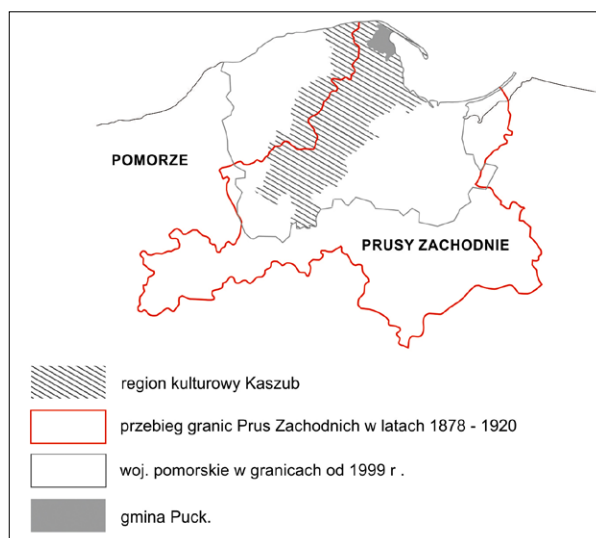 POMORZE
PRUSY ZACHODNIE
region kulturowy Kaszub
przebieg granic Prus Zachodnich w latach 1878 - 1920
woj. pomorskie w granicach od 1999 r .
gmina Puck.